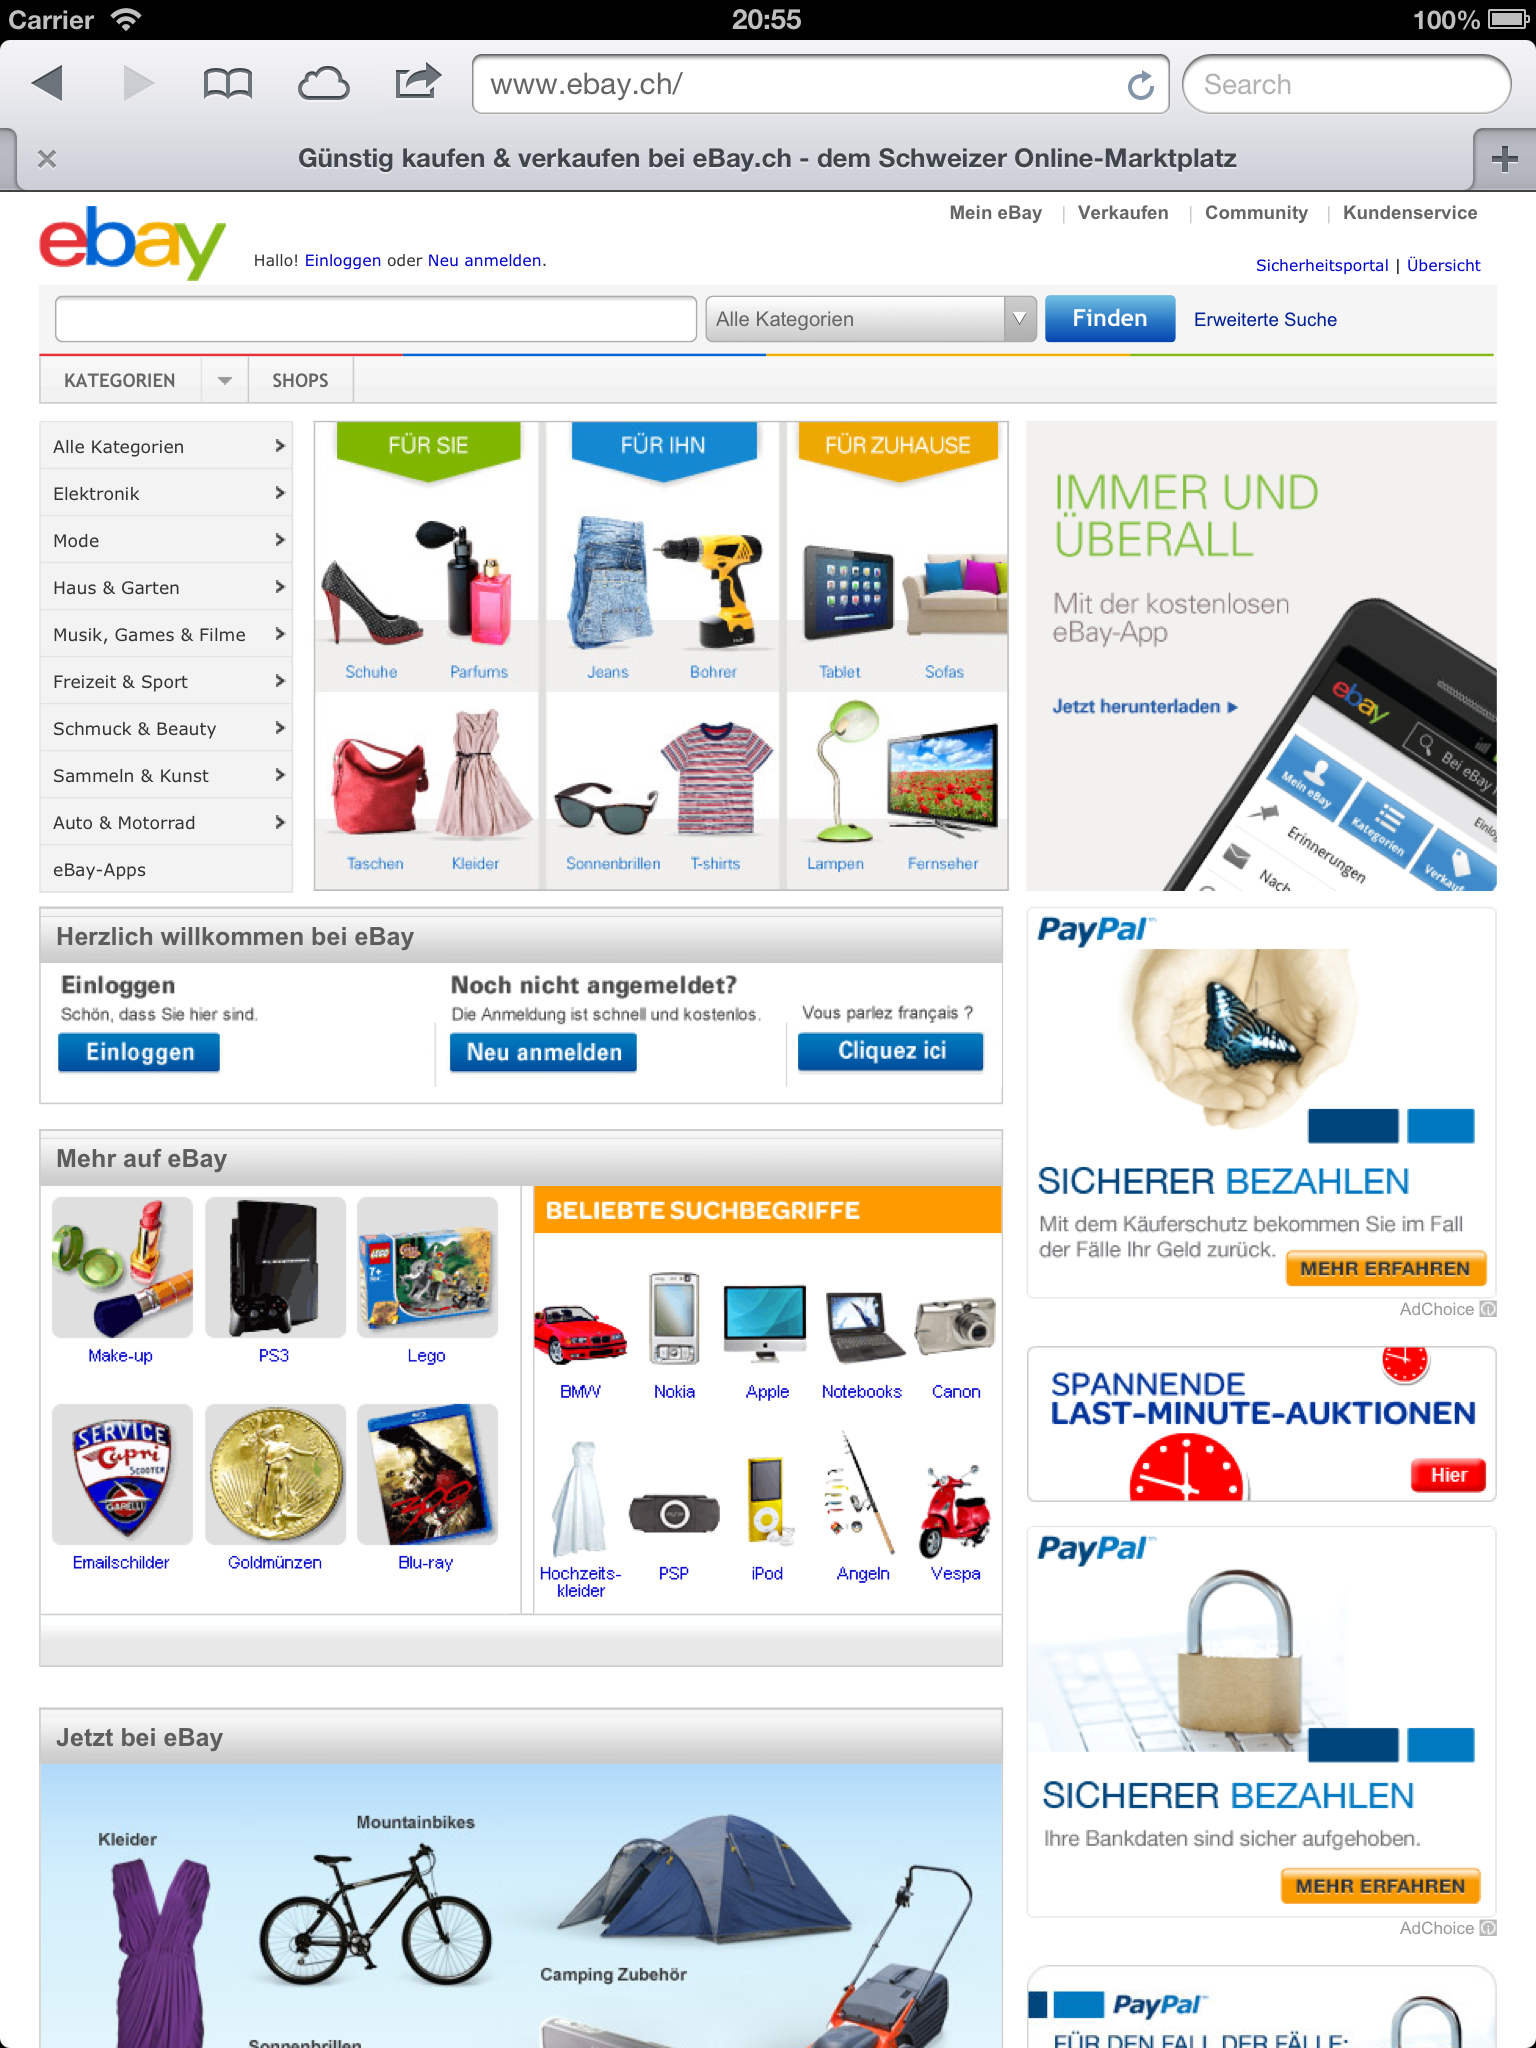 Carrier 20:55 100%
www.ebay.ch/ Search
Günstig kaufen & verkaufen bei eBay.ch - dem Schweizer Online-Marktplatz
Mein eBay | Verkaufen | Community | Kundenservice
ebay
Hallo! Einloggen oder Neu anmelden.
Sicherheitsportal | Übersicht
Alle Kategorien Finden Erweiterte Suche
KATEGORIEN SHOPS
Alle Kategorien
Elektronik
Mode
Haus & Garten
Musik, Games & Filme
Freizeit & Sport
Schmuck & Beauty
Sammeln & Kunst
Auto & Motorrad
eBay-Apps
FÜR SIE FÜR IHN FÜR ZUHAUSE
Schuhe Parfums Jeans Bohrer Tablet Sofas
Taschen Kleider Sonnenbrillen T-shirts Lampen Fernseher
IMMER UND
ÜBERALL
Mit der kostenlosen
eBay-App
Jetzt herunterladen
ebay
Bei eBay
Mein eBay
Kategorien
Verkauf
Erinnerungen
Nach
Herzlich willkommen bei eBay
Einloggen
Schön, dass Sie hier sind.
Einloggen
Noch nicht angemeldet?
Die Anmeldung ist schnell und kostenlos.
Neu anmelden
Vous parlez français ?
Cliquez ici
PayPal
SICHERER BEZAHLEN
Mit dem Käuferschutz bekommen Sie im Fall
der Fälle Ihr Geld zurück.
MEHR ERFAHREN
AdChoice
Mehr auf eBay
LEGO
7+
Make-up PS3 Lego
SERVICE
Capri
SCOOTER
GARELLI
300
Emailschilder Goldmünzen Blu-ray
BELIEBTE SUCHBEGRIFFE
BMW Nokia Apple Notebooks Canon
Hochzeits-
kleider
PSP iPod Angeln Vespa
SPANNENDE
LAST-MINUTE-AUKTIONEN
Hier
PayPal
SICHERER BEZAHLEN
Ihre Bankdaten sind sicher aufgehoben.
MEHR ERFAHREN
AdChoice
Jetzt bei eBay
Kleider
Mountainbikes
Camping Zubehör
Sonnenbrillen
PayPal
FÜR DEN FALL DER FÄLLE: